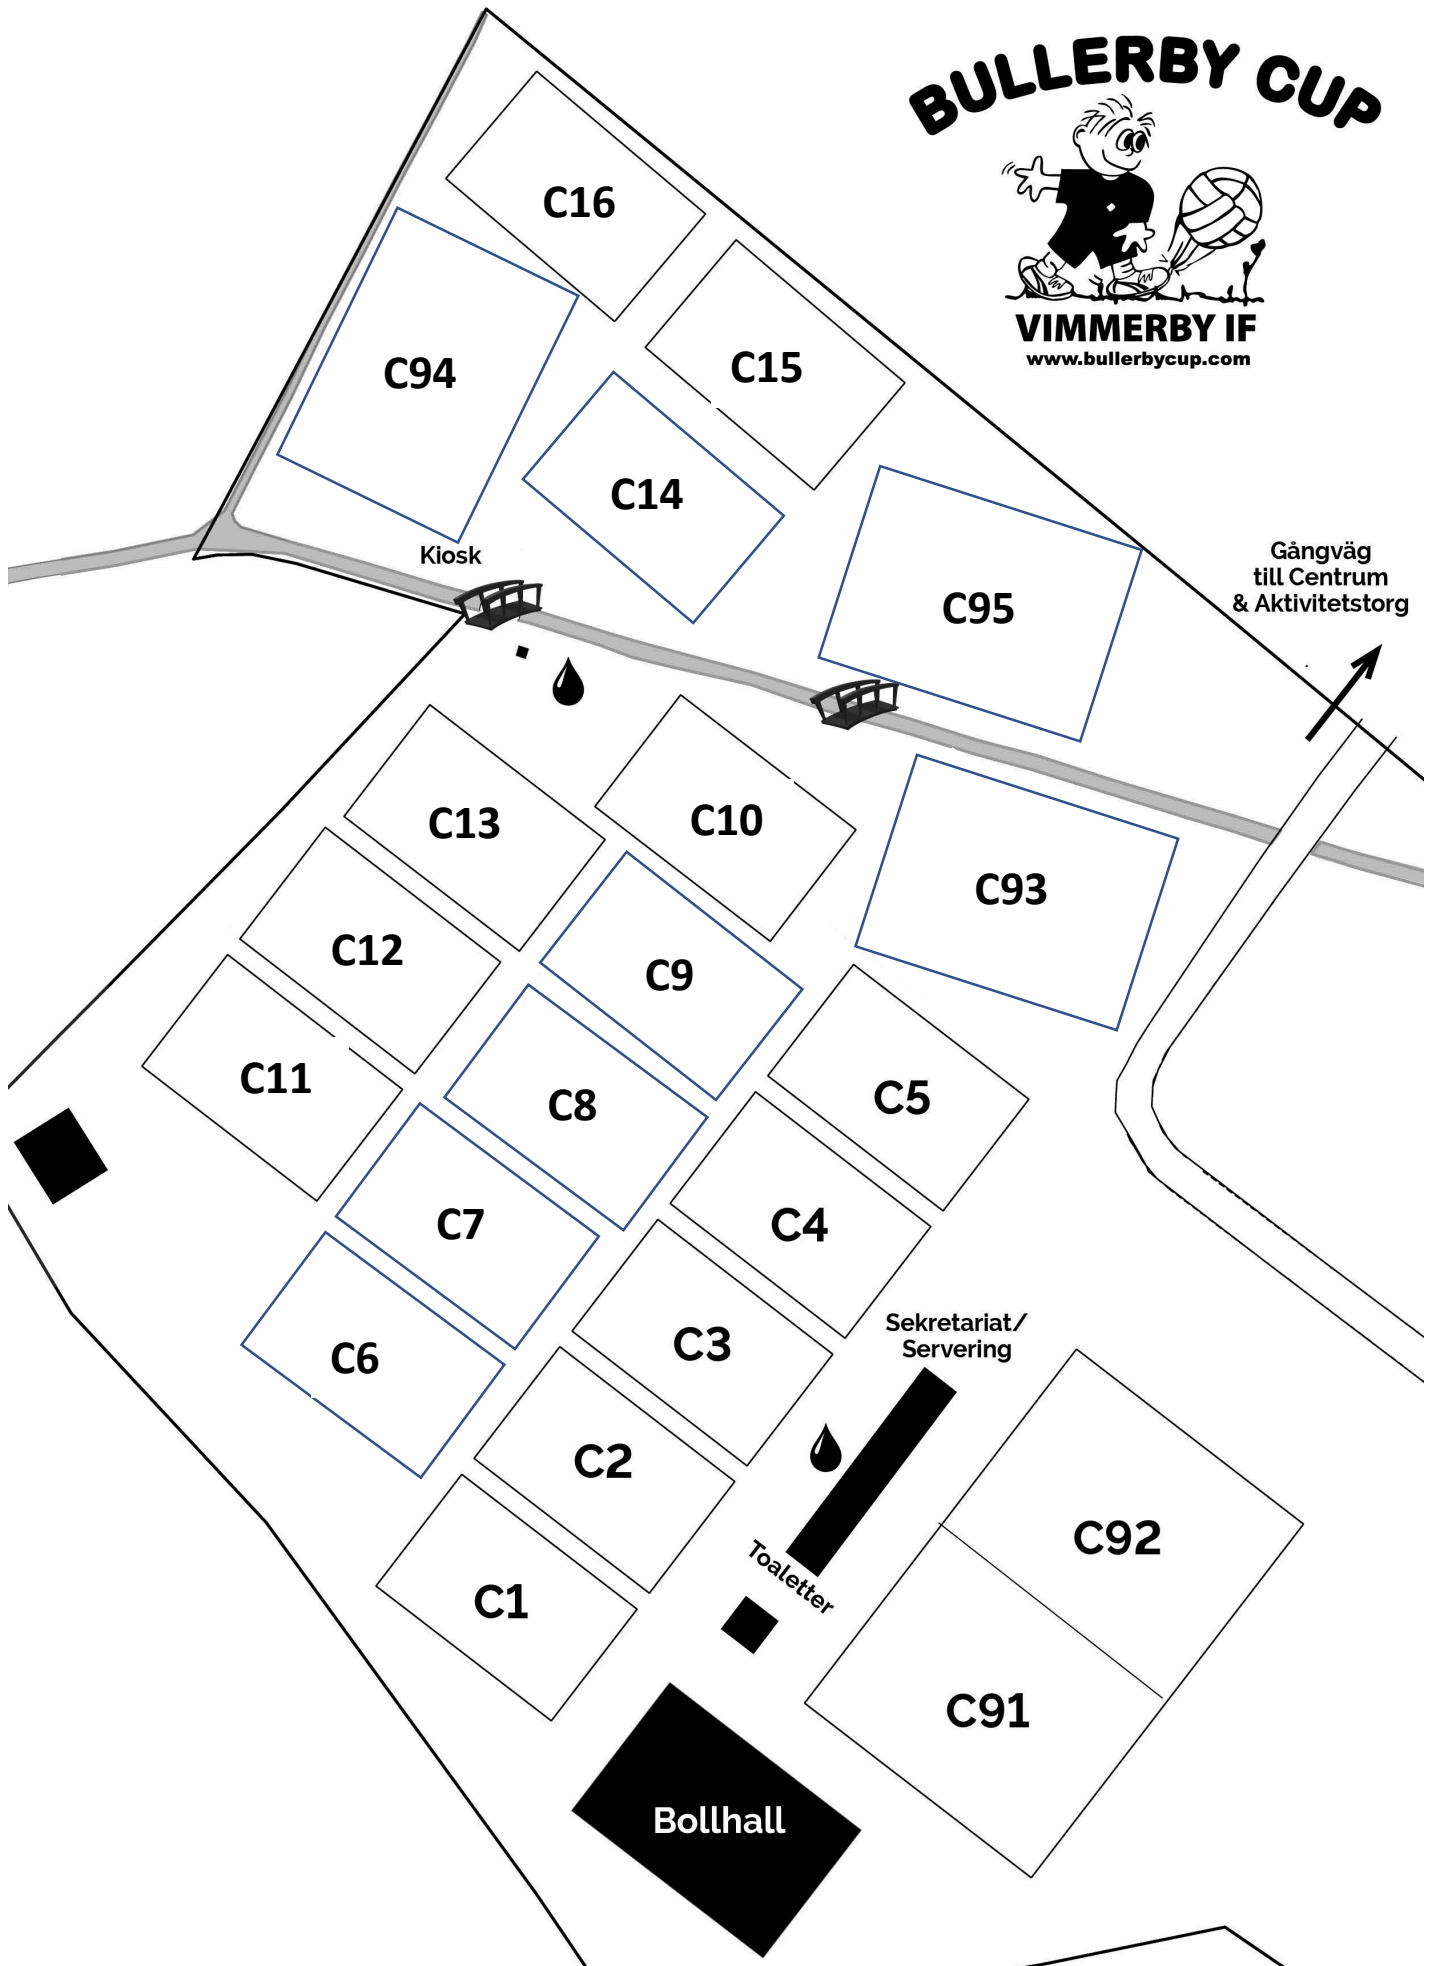 BULLERBY CUP
VIMMERBY IF
www.bullerbycup.com
C16
C15
C94
C14
Kiosk
C95
Gångväg
till Centrum
& Aktivitetstorg
C13
C10
C93
C12
C9
C11
C8
C5
C7
C4
C6
C3
Sekretariat/
Servering
C2
C1
Toaletter
C92
C91
Bollhall